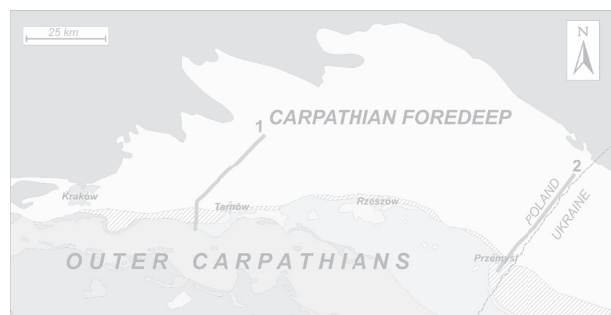 25 km
N
1
CARPATHIAN FOREDEEP
2
Kraków
Tarnów
Rzeszów
POLAND
UKRAINE
Przemyśl
OUTER CARPATHIANS